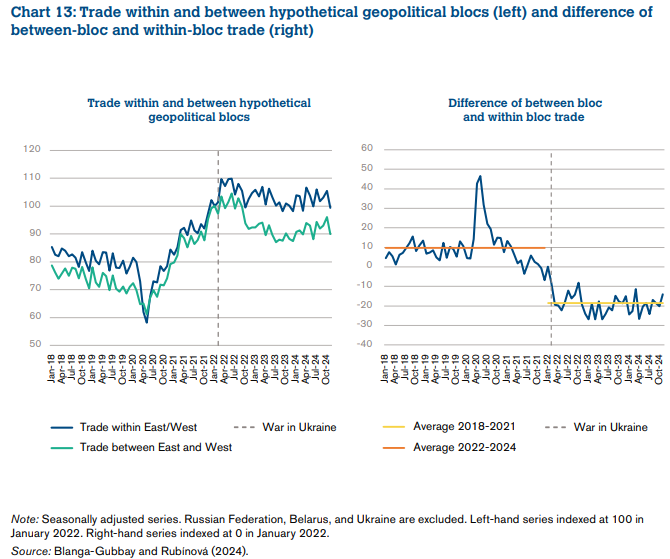 Chart 13: Trade within and between hypothetical geopolitical blocs (left) and difference of
between-bloc and within-bloc trade (right)
Trade within and between hypothetical
geopolitical blocs
120
110
100
90
80
70
60
50
Jan-18
Apr-18
Jul-18
Oct-18
Jan-19
Apr-19
Jul-19
Oct-19
Jan-20
Apr-20
Jul-20
Oct-20
Jan-21
Apr-21
Jul-21
Oct-21
Jan-22
Apr-22
Jul-22
Oct-22
Jan-23
Apr-23
Jul-23
Oct-23
Jan-24
Apr-24
Jul-24
Oct-24
Trade within East/West
War in Ukraine
Trade between East and West
Difference of between bloc
and within bloc trade
60
50
40
30
20
10
0
-10
-20
-30
-40
Jan-18
Apr-18
Jul-18
Oct-18
Jan-19
Apr-19
Jul-19
Oct-19
Jan-20
Apr-20
Jul-20
Oct-20
Jan-21
Apr-21
Jul-21
Oct-21
Jan-22
Apr-22
Jul-22
Oct-22
Jan-23
Apr-23
Jul-23
Oct-23
Jan-24
Apr-24
Jul-24
Oct-24
Average 2018-2021
War in Ukraine
Average 2022-2024
Note: Seasonally adjusted series. Russian Federation, Belarus, and Ukraine are excluded. Left-hand series indexed at 100 in
January 2022. Right-hand series indexed at 0 in January 2022.
Source: Blanga-Gubbay and Rubínová (2024).